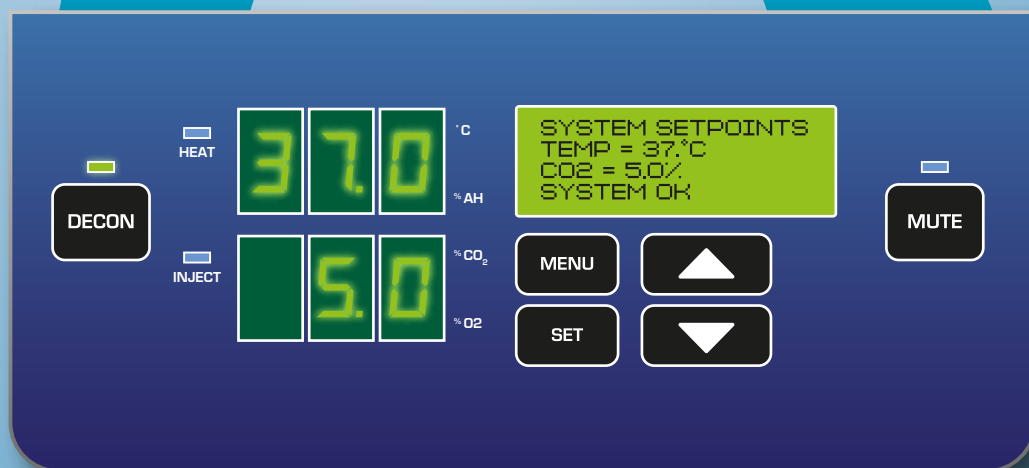 DECON
HEAT
37.0
°C
% AH
INJECT
5.0
% CO2
% O2
SYSTEM SETPOINTS
TEMP = 37.°C
CO2 = 5.0%
SYSTEM OK
MENU
SET
MUTE